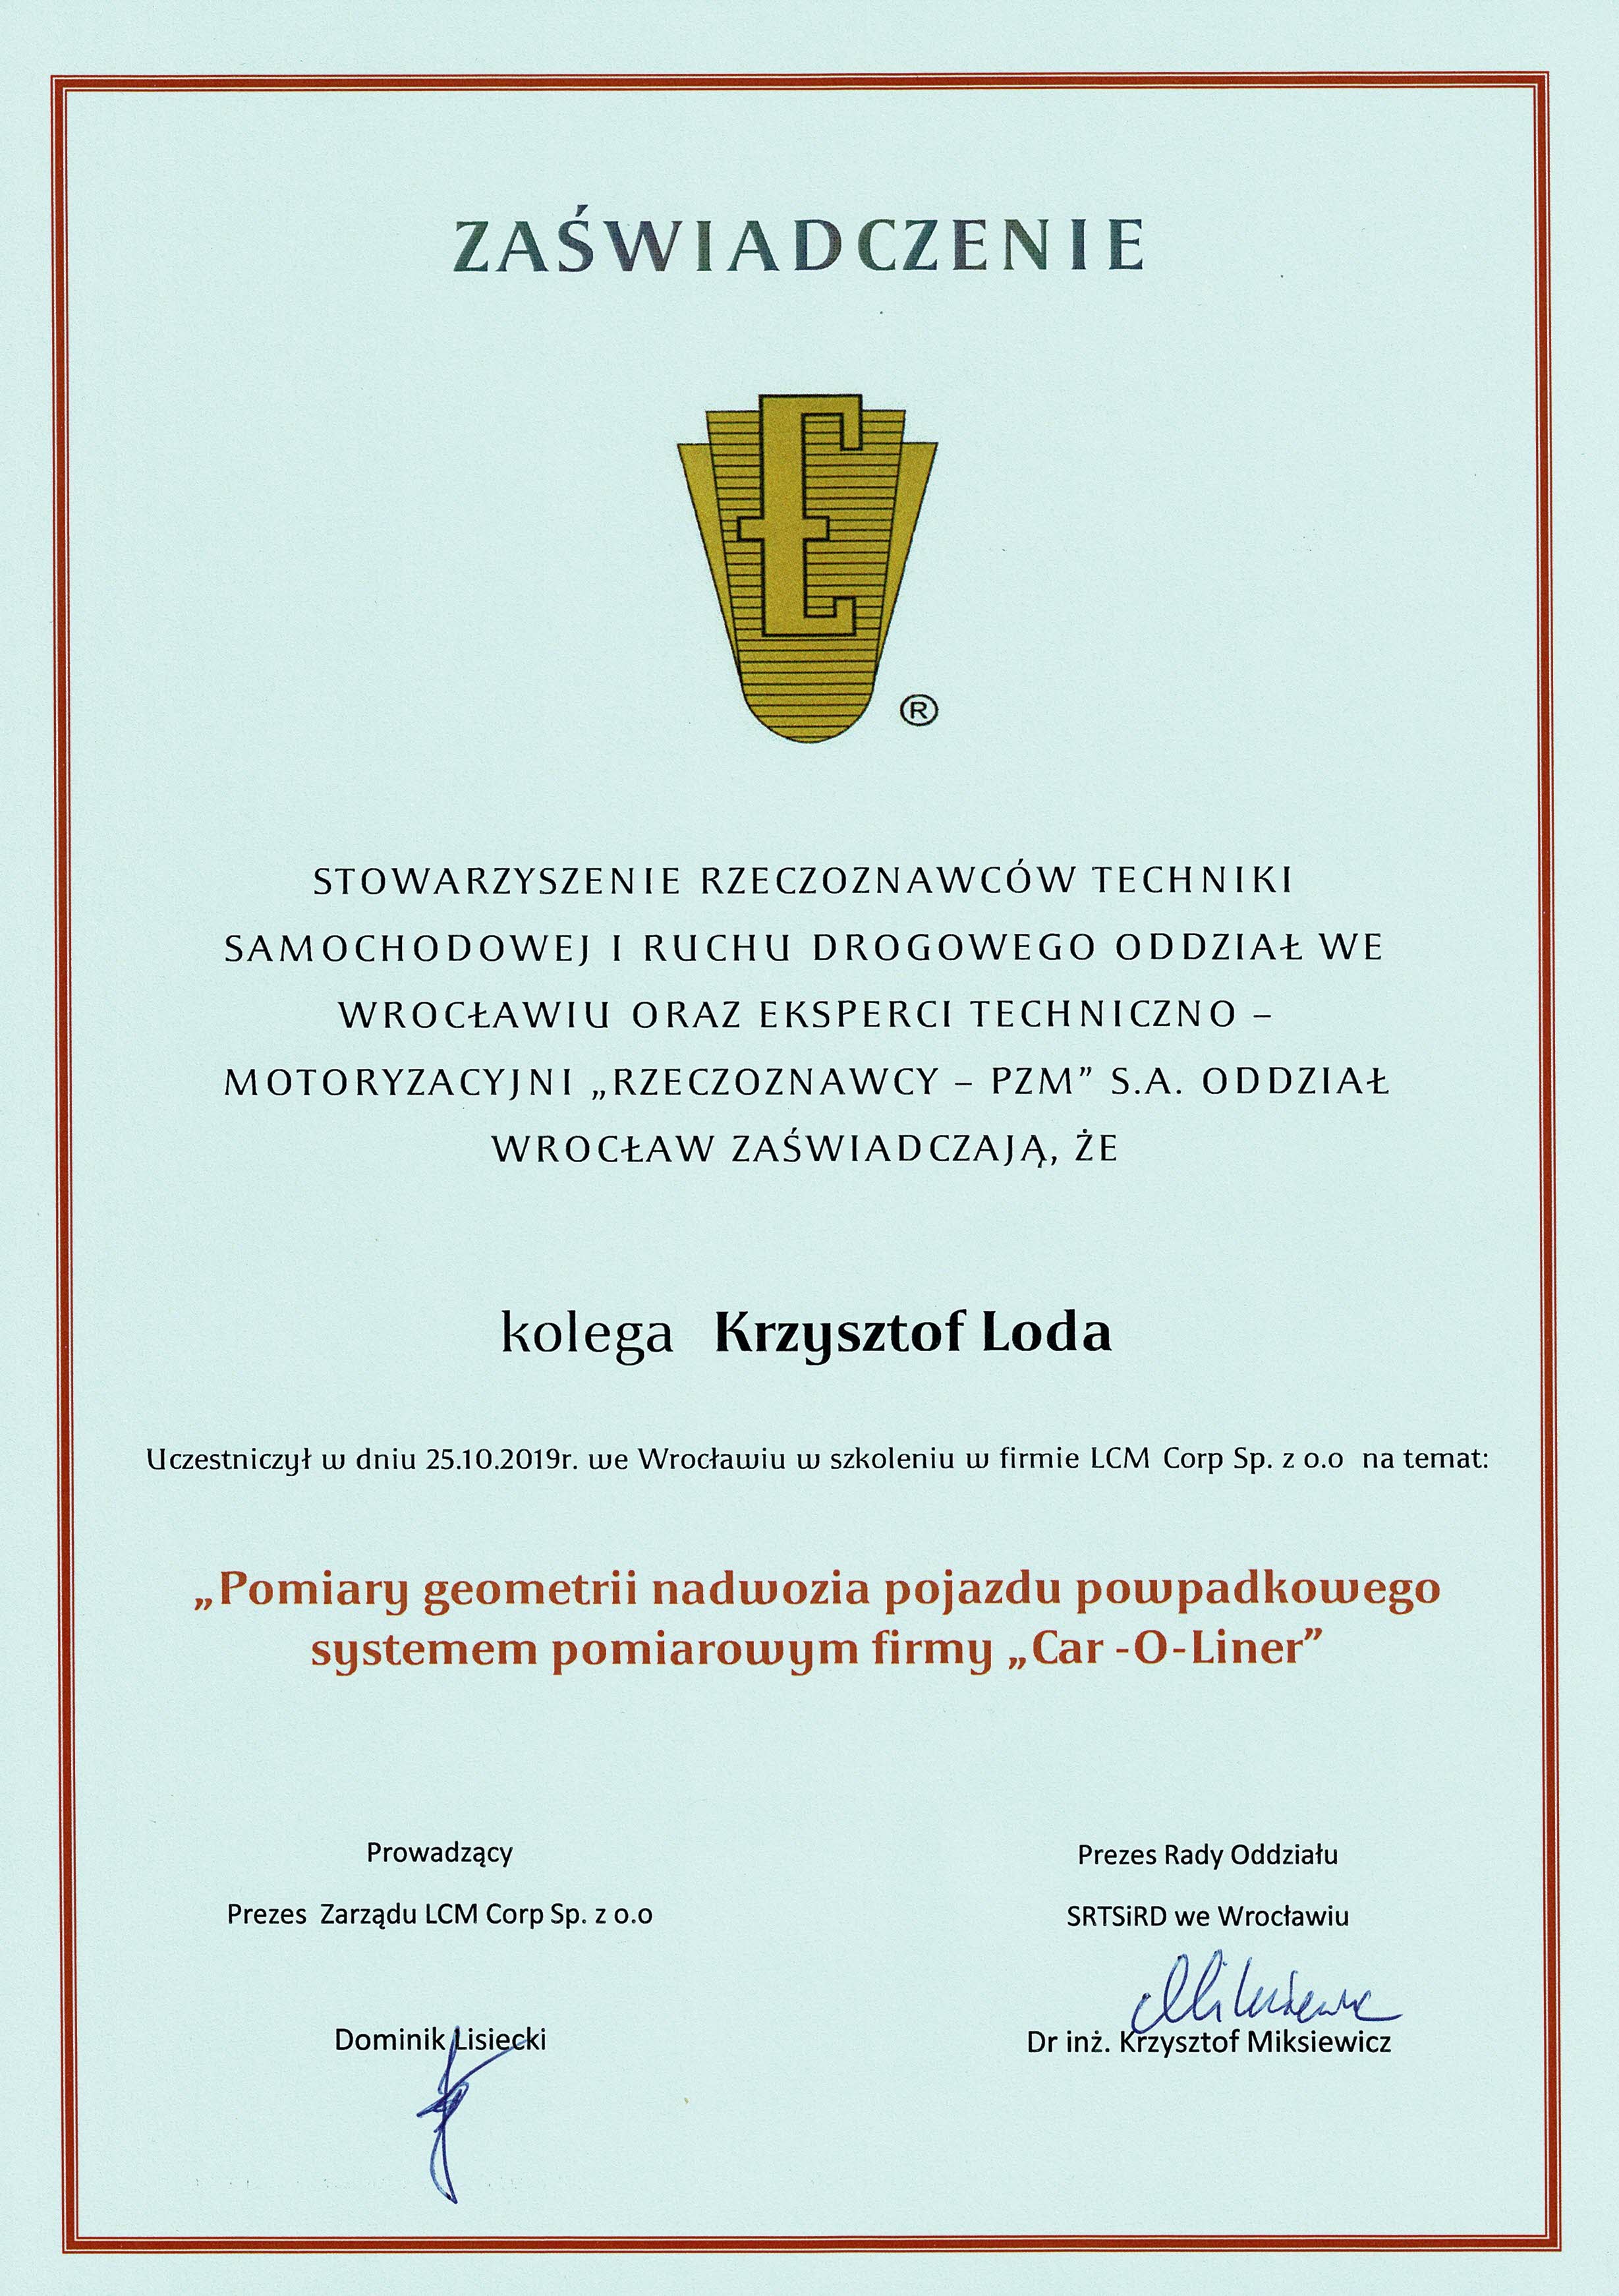 ZAŚWIADCZENIE
®
STOWARZYSZENIE RZECZOZNAWCÓW TECHNIKI
SAMOCHODOWEJ I RUCHU DROGOWEGO ODDZIAŁ WE
WROCŁAWIU ORAZ EKSPERCI TECHNICZNO –
MOTORYZACYJNI „RZECZOZNAWCY – PZM” S.A. ODDZIAŁ
WROCŁAW ZAŚWIADCZAJĄ, ŻE
kolega Krzysztof Loda
Uczestniczył w dniu 25.10.2019r. we Wrocławiu w szkoleniu w firmie LCM Corp Sp. z o.o na temat:
„Pomiary geometrii nadwozia pojazdu powpadkowego
systemem pomiarowym firmy „Car -O-Liner”
Prowadzący
Prezes Zarządu LCM Corp Sp. z o.o
Dominik Lisiecki
Prezes Rady Oddziału
SRTSiRD we Wrocławiu
Dr inż. Krzysztof Miksiewicz